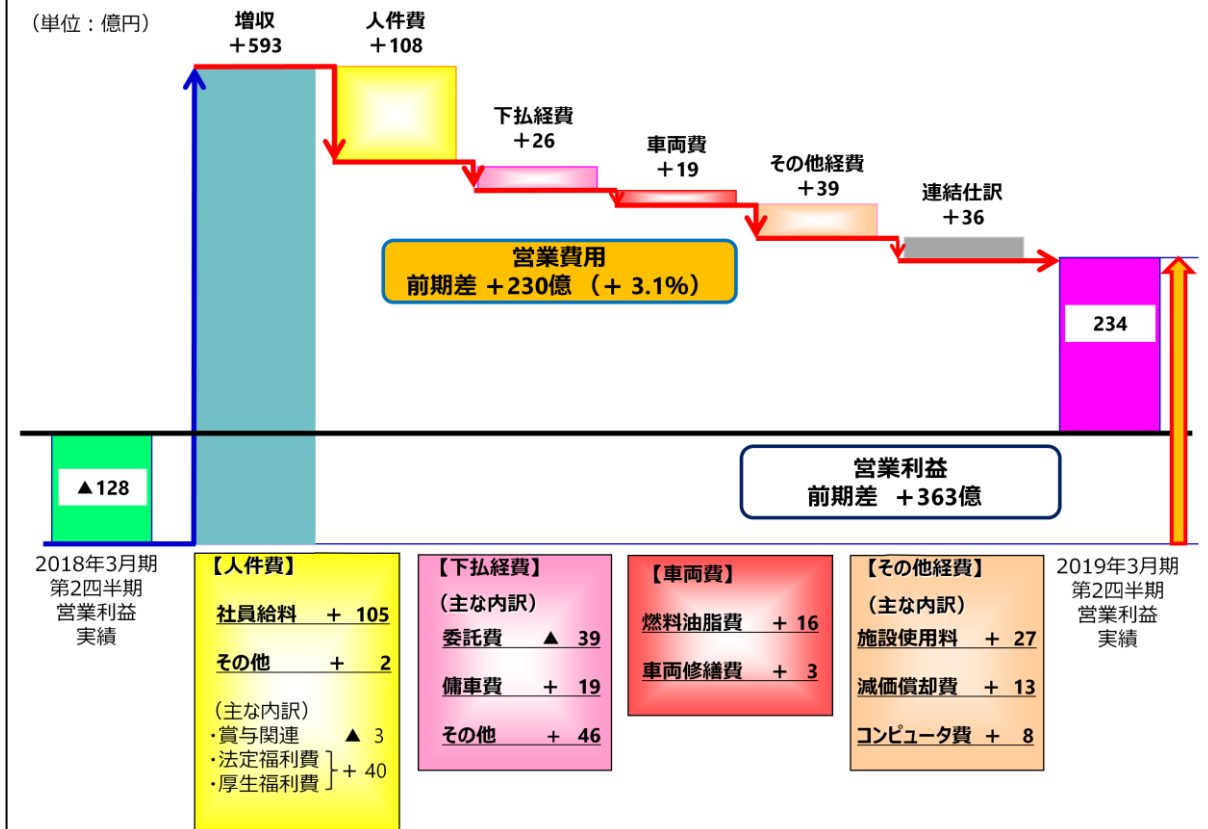 (単位：億円)
増収
＋593
人件費
＋108
下払経費
＋26
車両費
＋19
その他経費
＋39
連結仕訳
＋36
営業費用
前期差 ＋230億 （＋ 3.1%）
234
▲128
営業利益
前期差 ＋363億
2018年3月期
第2四半期
営業利益
実績
【人件費】
社員給料 ＋ 105
その他 ＋ 2
（主な内訳）
･賞与関連 ▲ 3
･法定福利費
･厚生福利費
＋ 40
【下払経費】
（主な内訳）
委託費 ▲ 39
傭車費 ＋ 19
その他 ＋ 46
【車両費】
燃料油脂費 ＋ 16
車両修繕費 ＋ 3
【その他経費】
（主な内訳）
施設使用料 ＋ 27
減価償却費 ＋ 13
コンピュータ費 ＋ 8
2019年3月期
第2四半期
営業利益
実績